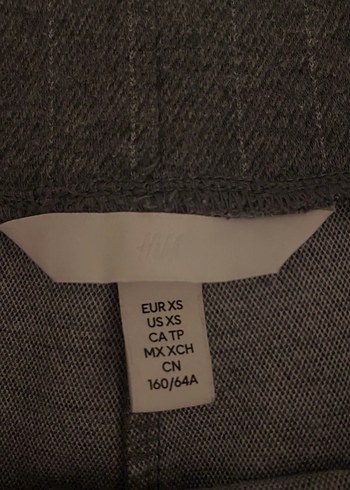 H&M
EUR XS
US XS
CA TP
MX XCH
CN
160/64A